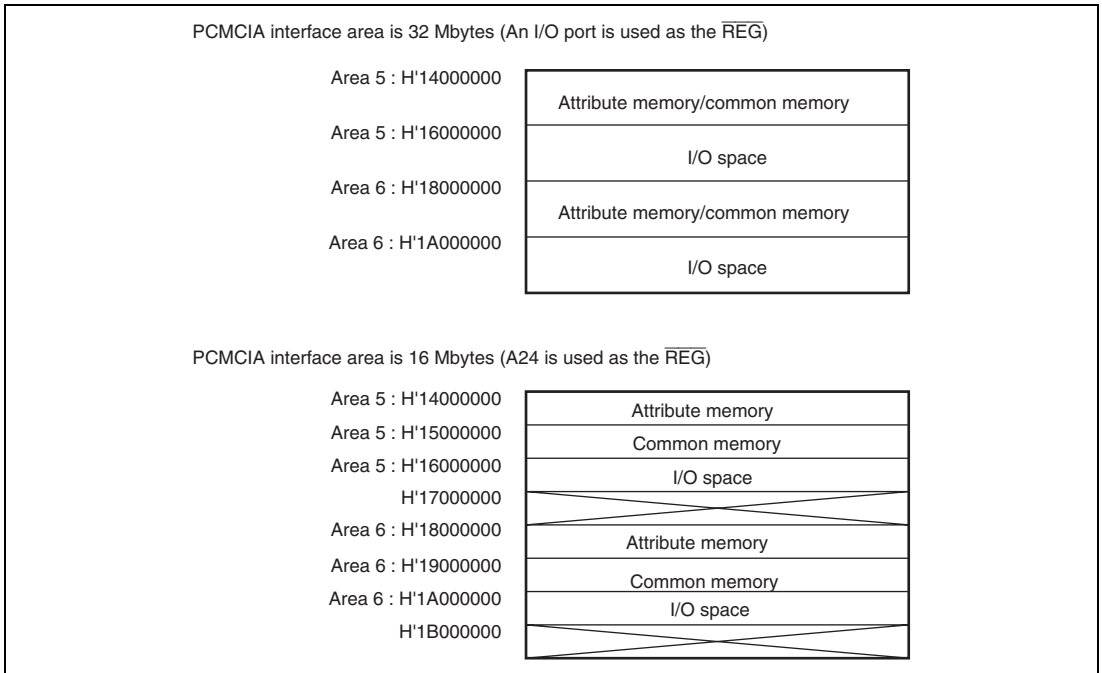 PCMCIA interface area is 32 Mbytes (An I/O port is used as the R̅E̅G̅)
Area 5 : H'14000000
Attribute memory/common memory
Area 5 : H'16000000
I/O space
Area 6 : H'18000000
Attribute memory/common memory
Area 6 : H'1A000000
I/O space
PCMCIA interface area is 16 Mbytes (A24 is used as the R̅E̅G̅)
Area 5 : H'14000000
Attribute memory
Area 5 : H'15000000
Common memory
Area 5 : H'16000000
I/O space
H'17000000
Area 6 : H'18000000
Attribute memory
Area 6 : H'19000000
Common memory
Area 6 : H'1A000000
I/O space
H'1B000000